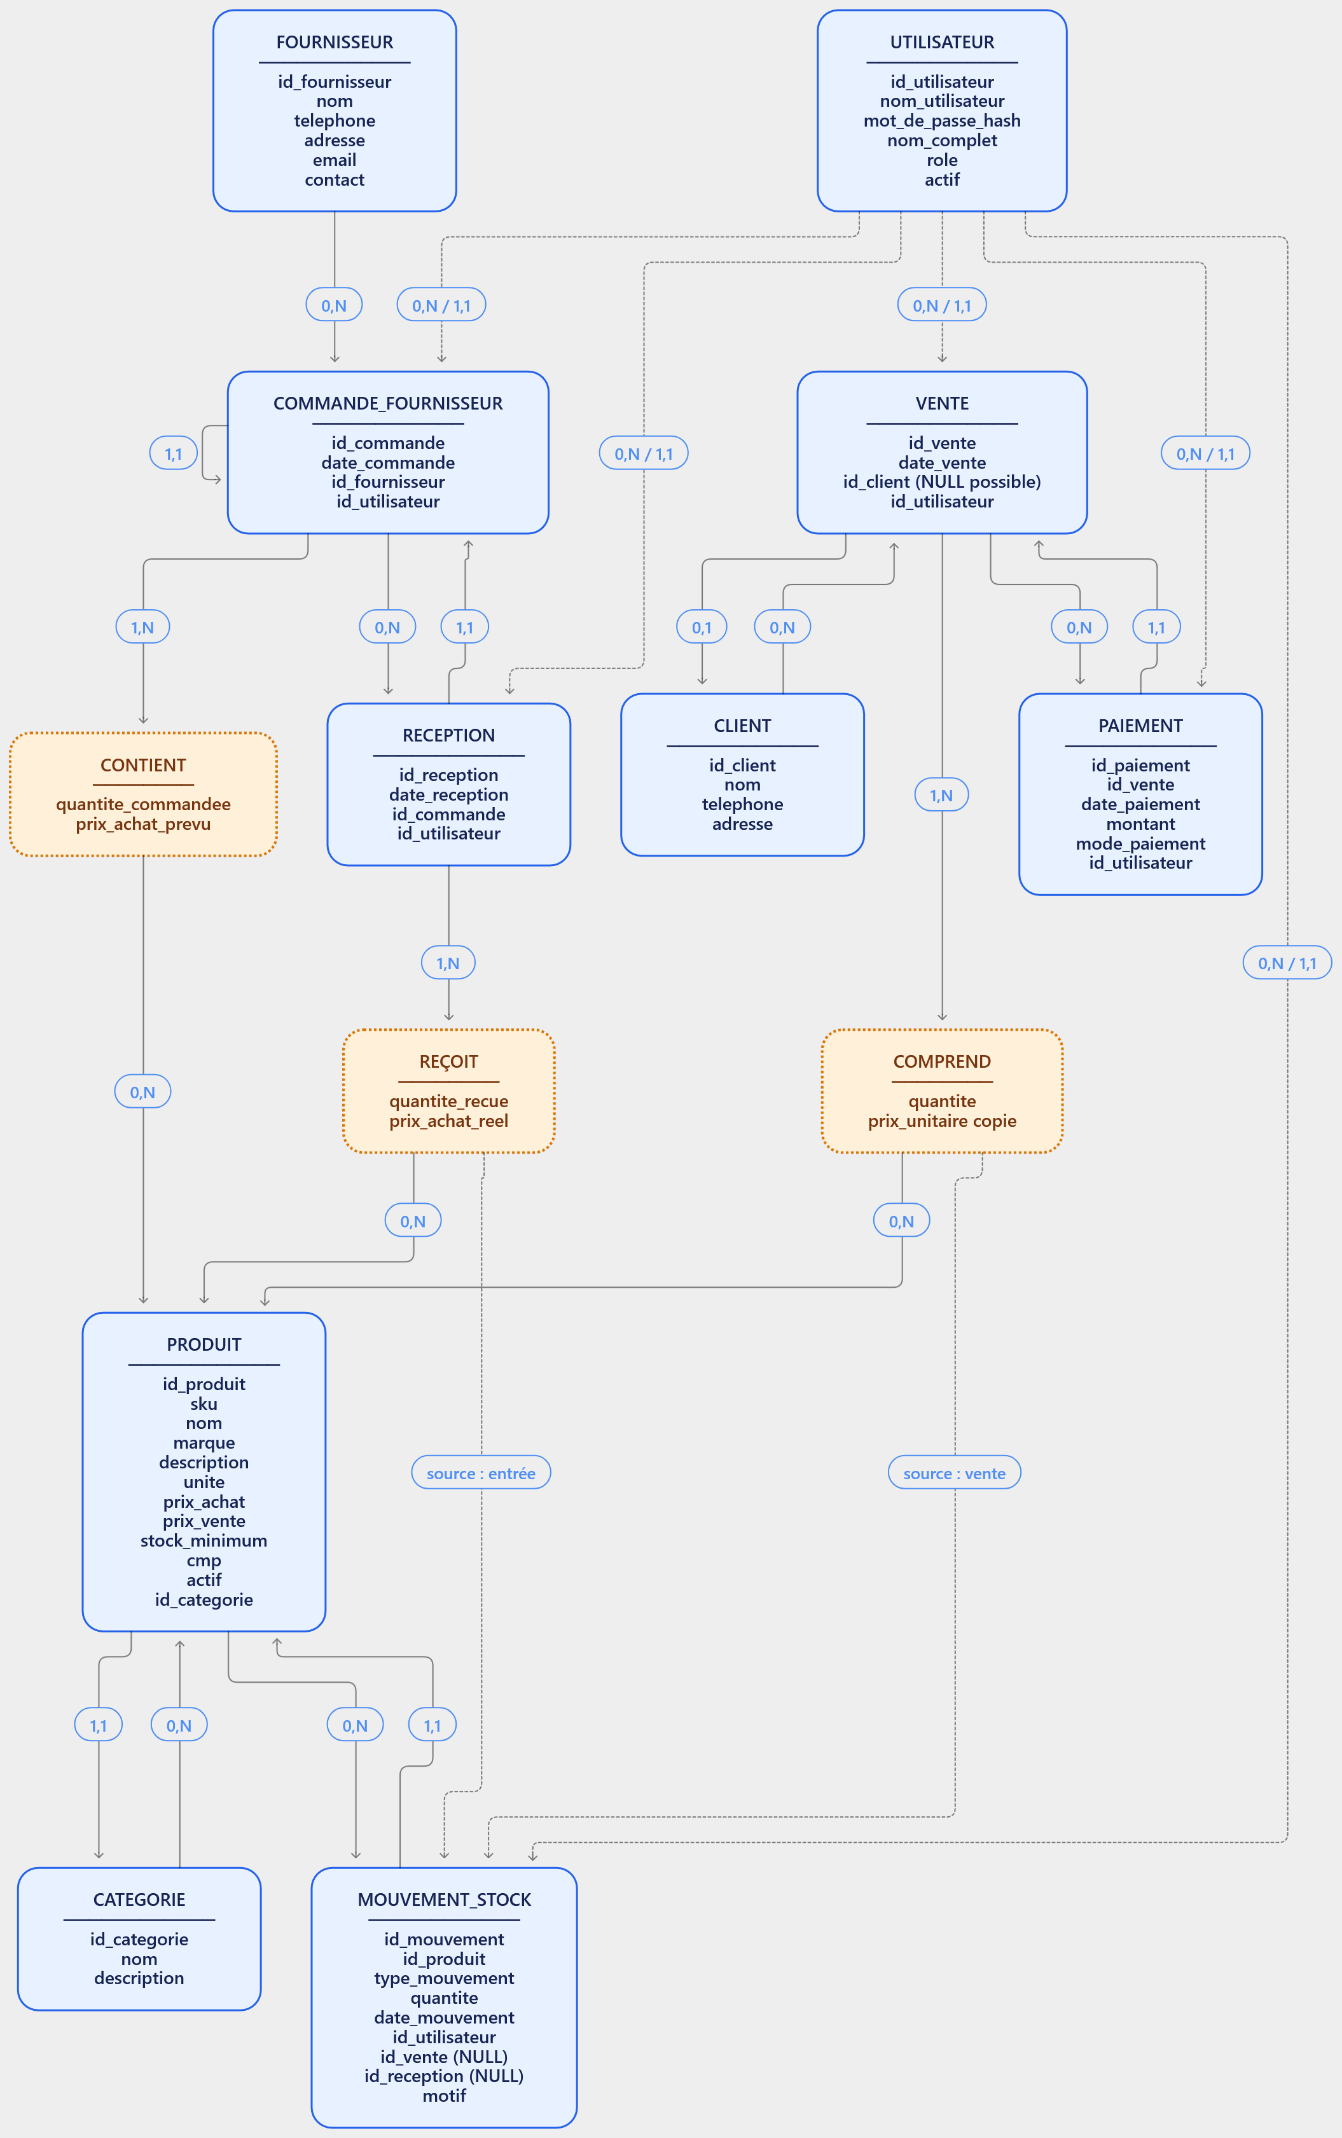 FOURNISSEUR
id_fournisseur
nom
telephone
adresse
email
contact
UTILISATEUR
id_utilisateur
nom_utilisateur
mot_de_passe_hash
nom_complet
role
actif
0,N
0,N / 1,1
0,N / 1,1
COMMANDE_FOURNISSEUR
id_commande
date_commande
id_fournisseur
id_utilisateur
1,1
0,N / 1,1
VENTE
id_vente
date_vente
id_client (NULL possible)
id_utilisateur
0,N / 1,1
1,N
0,N
1,1
0,1
0,N
0,N
1,1
CONTIENT
quantite_commandee
prix_achat_prevu
RECEPTION
id_reception
date_reception
id_commande
id_utilisateur
CLIENT
id_client
nom
telephone
adresse
1,N
PAIEMENT
id_paiement
id_vente
date_paiement
montant
mode_paiement
id_utilisateur
1,N
0,N / 1,1
0,N
REÇOIT
quantite_recue
prix_achat_reel
COMPREND
quantite
prix_unitaire copie
0,N
0,N
PRODUIT
id_produit
sku
nom
marque
description
unite
prix_achat
prix_vente
stock_minimum
cmp
actif
id_categorie
source : entrée
source : vente
1,1
0,N
0,N
1,1
CATEGORIE
id_categorie
nom
description
MOUVEMENT_STOCK
id_mouvement
id_produit
type_mouvement
quantite
date_mouvement
id_utilisateur
id_vente (NULL)
id_reception (NULL)
motif